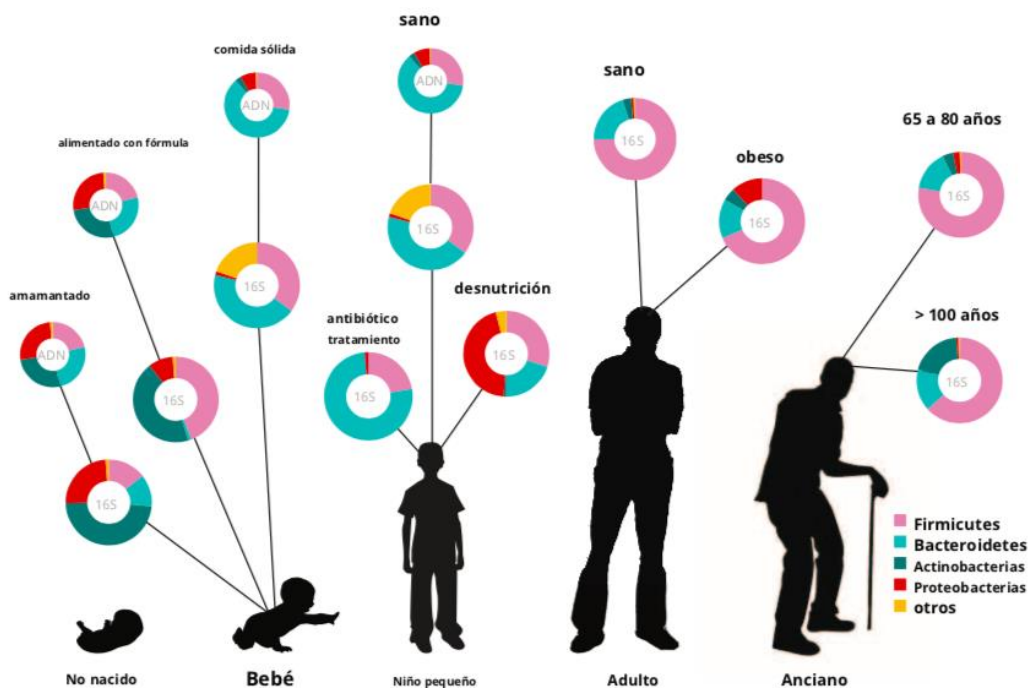 sano
comida sólida
ADN
ADN
sano
16S
65 a 80 años
alimentado con fórmula
obeso
ADN
16S
16S
16S
16S
amamantado
antibiótico
tratamiento
desnutrición
> 100 años
ADN
16S
16S
16S
16S
16S
Firmicutes
Bacteroidetes
Actinobacterias
Proteobacterias
otros
No nacido
Bebé
Niño pequeño
Adulto
Anciano